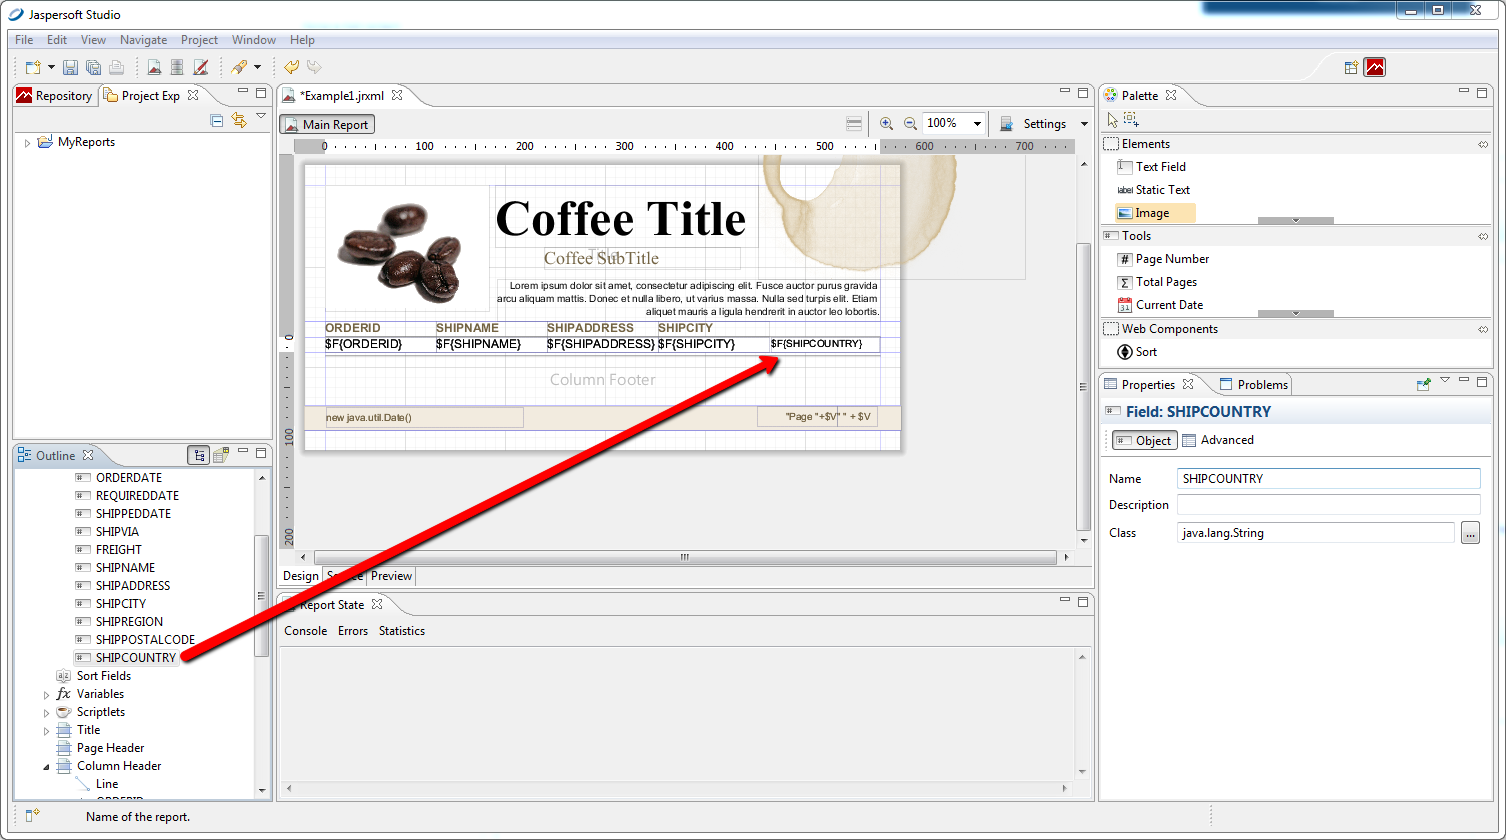 Jaspersoft Studio
File Edit View Navigate Project Window Help
Repository Project Exp
MyReports
*Example1.jrxml
Main Report
100% Settings
0 100 200 300 400 500 600 700
0
100
200
Coffee Title
Title
Coffee SubTitle
Lorem ipsum dolor sit amet, consectetur adipiscing elit. Fusce auctor purus gravida
arcu aliquam mattis. Donec et nulla libero, ut varius massa. Nulla sed turpis elit. Etiam
aliquet mauris a ligula hendrerit in auctor leo lobortis.
ORDERID SHIPNAME SHIPADDRESS SHIPCITY
$F{ORDERID} $F{SHIPNAME} $F{SHIPADDRESS} $F{SHIPCITY} $F{SHIPCOUNTRY}
Column Footer
new java.util.Date() "Page "+$V" " + $V
Design Source Preview
Report State
Console Errors Statistics
Outline
ORDERDATE
REQUIREDDATE
SHIPPEDDATE
SHIPVIA
FREIGHT
SHIPNAME
SHIPADDRESS
SHIPCITY
SHIPREGION
SHIPPOSTALCODE
SHIPCOUNTRY
Sort Fields
Variables
Scriptlets
Title
Page Header
Column Header
Line
ORDERID
Palette
Elements
Text Field
label Static Text
Image
Tools
# Page Number
Σ Total Pages
31 Current Date
Web Components
Sort
Properties Problems
Field: SHIPCOUNTRY
Object Advanced
Name SHIPCOUNTRY
Description
Class java.lang.String ...
Name of the report.